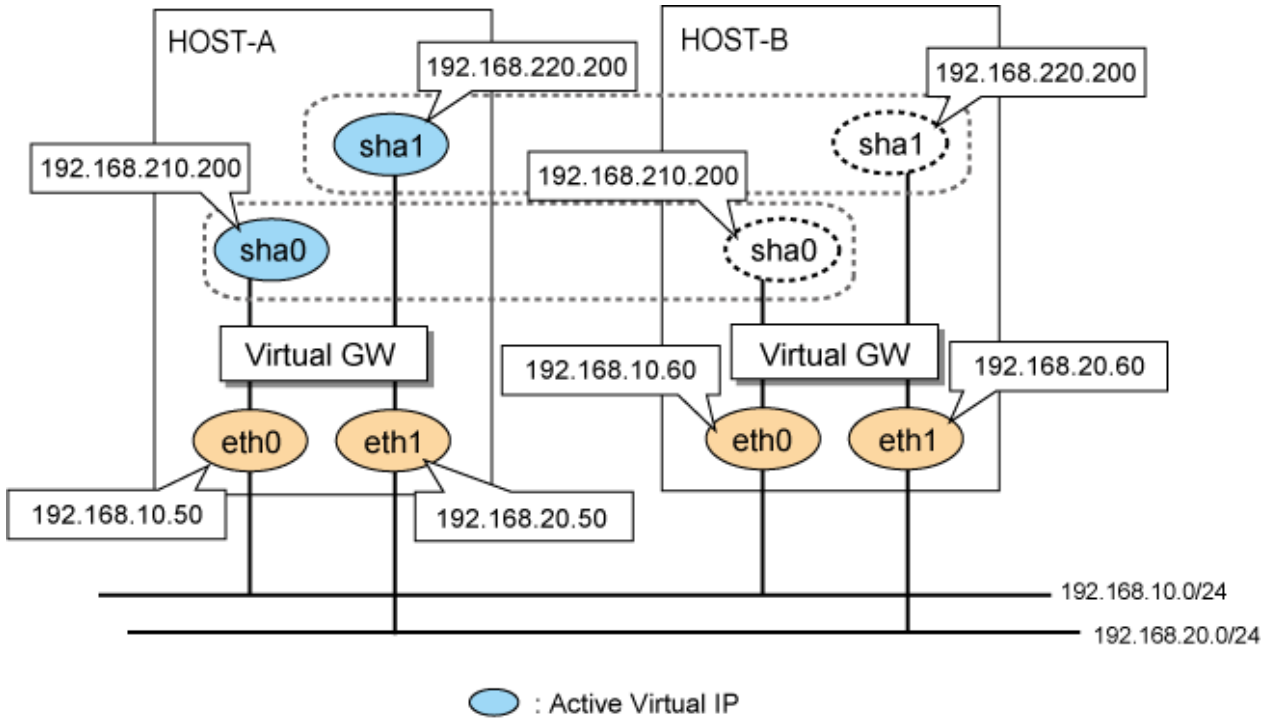 HOST-A
HOST-B
192.168.220.200
192.168.220.200
sha1
sha1
192.168.210.200
192.168.210.200
sha0
sha0
Virtual GW
Virtual GW
192.168.10.60
192.168.20.60
eth0
eth1
eth0
eth1
192.168.10.50
192.168.20.50
192.168.10.0/24
192.168.20.0/24
: Active Virtual IP